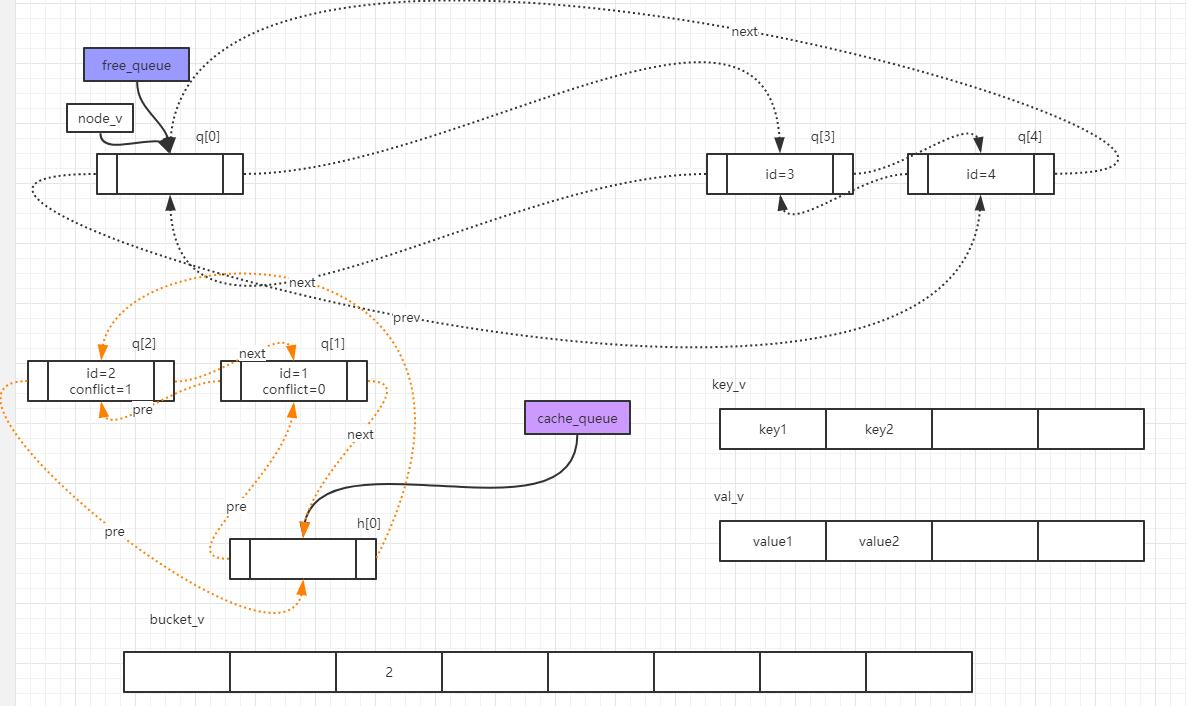 next
free_queue
node_v
q[0]
q[3]
q[4]
id=3
id=4
next
prev
q[2]
q[1]
next
id=2
conflict=1
id=1
conflict=0
pre
key_v
cache_queue
key1
key2
next
val_v
pre
pre
h[0]
value1
value2
bucket_v
2